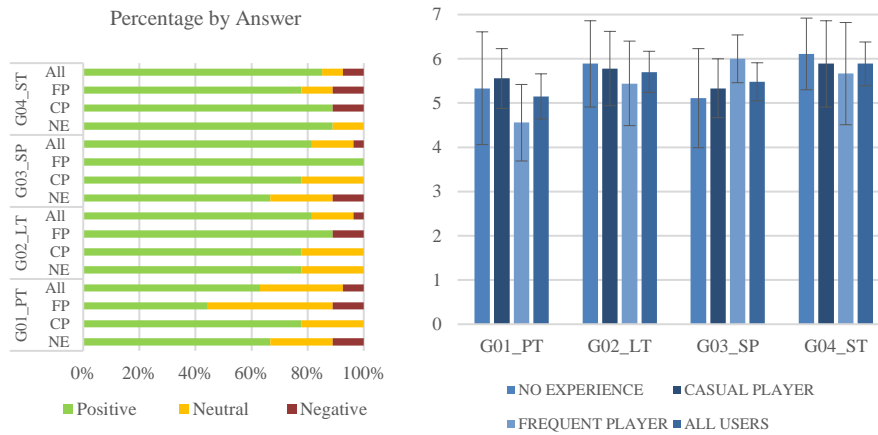 Percentage by Answer
G04_ST
All
FP
CP
NE
G03_SP
All
FP
CP
NE
G02_LT
All
FP
CP
NE
G01_PT
All
FP
CP
NE
0% 20% 40% 60% 80% 100%
Positive Neutral Negative
7
6
5
4
3
2
1
0
G01_PT G02_LT G03_SP G04_ST
NO EXPERIENCE CASUAL PLAYER
FREQUENT PLAYER ALL USERS